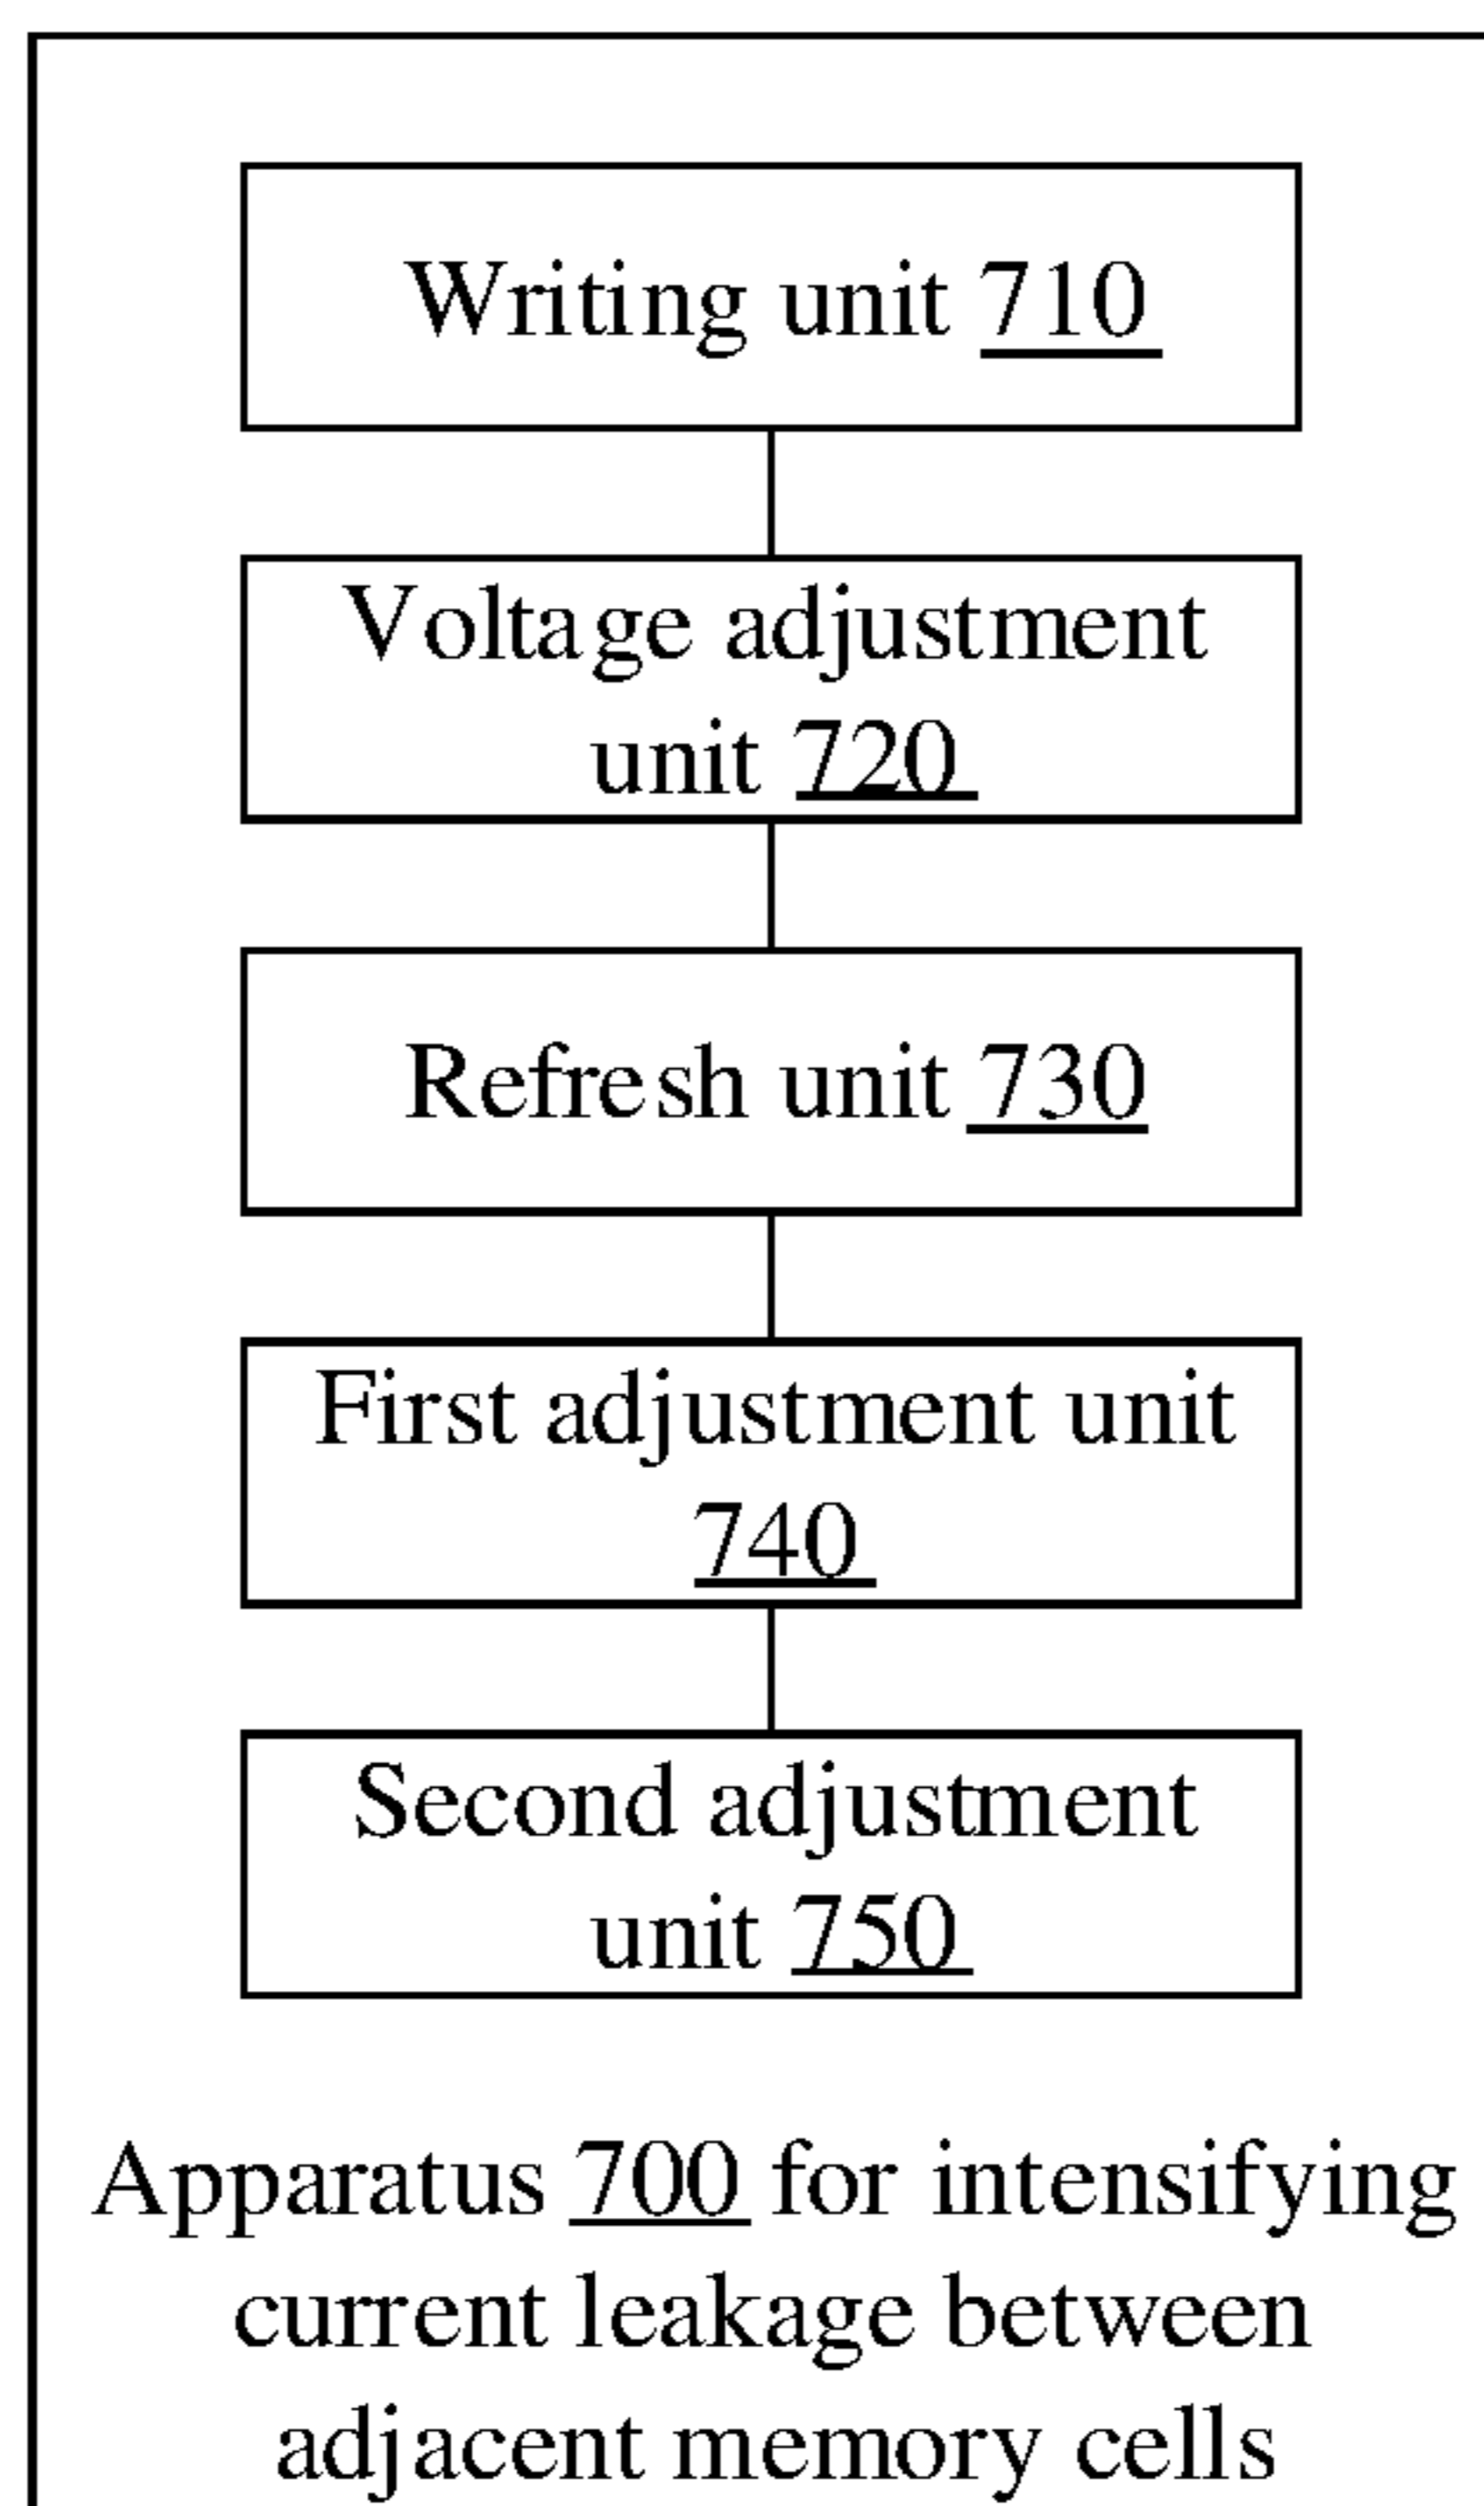 Writing unit 710
Voltage adjustment
unit 720
Refresh unit 730
First adjustment unit
740
Second adjustment
unit 750
Apparatus 700 for intensifying
current leakage between
adjacent memory cells